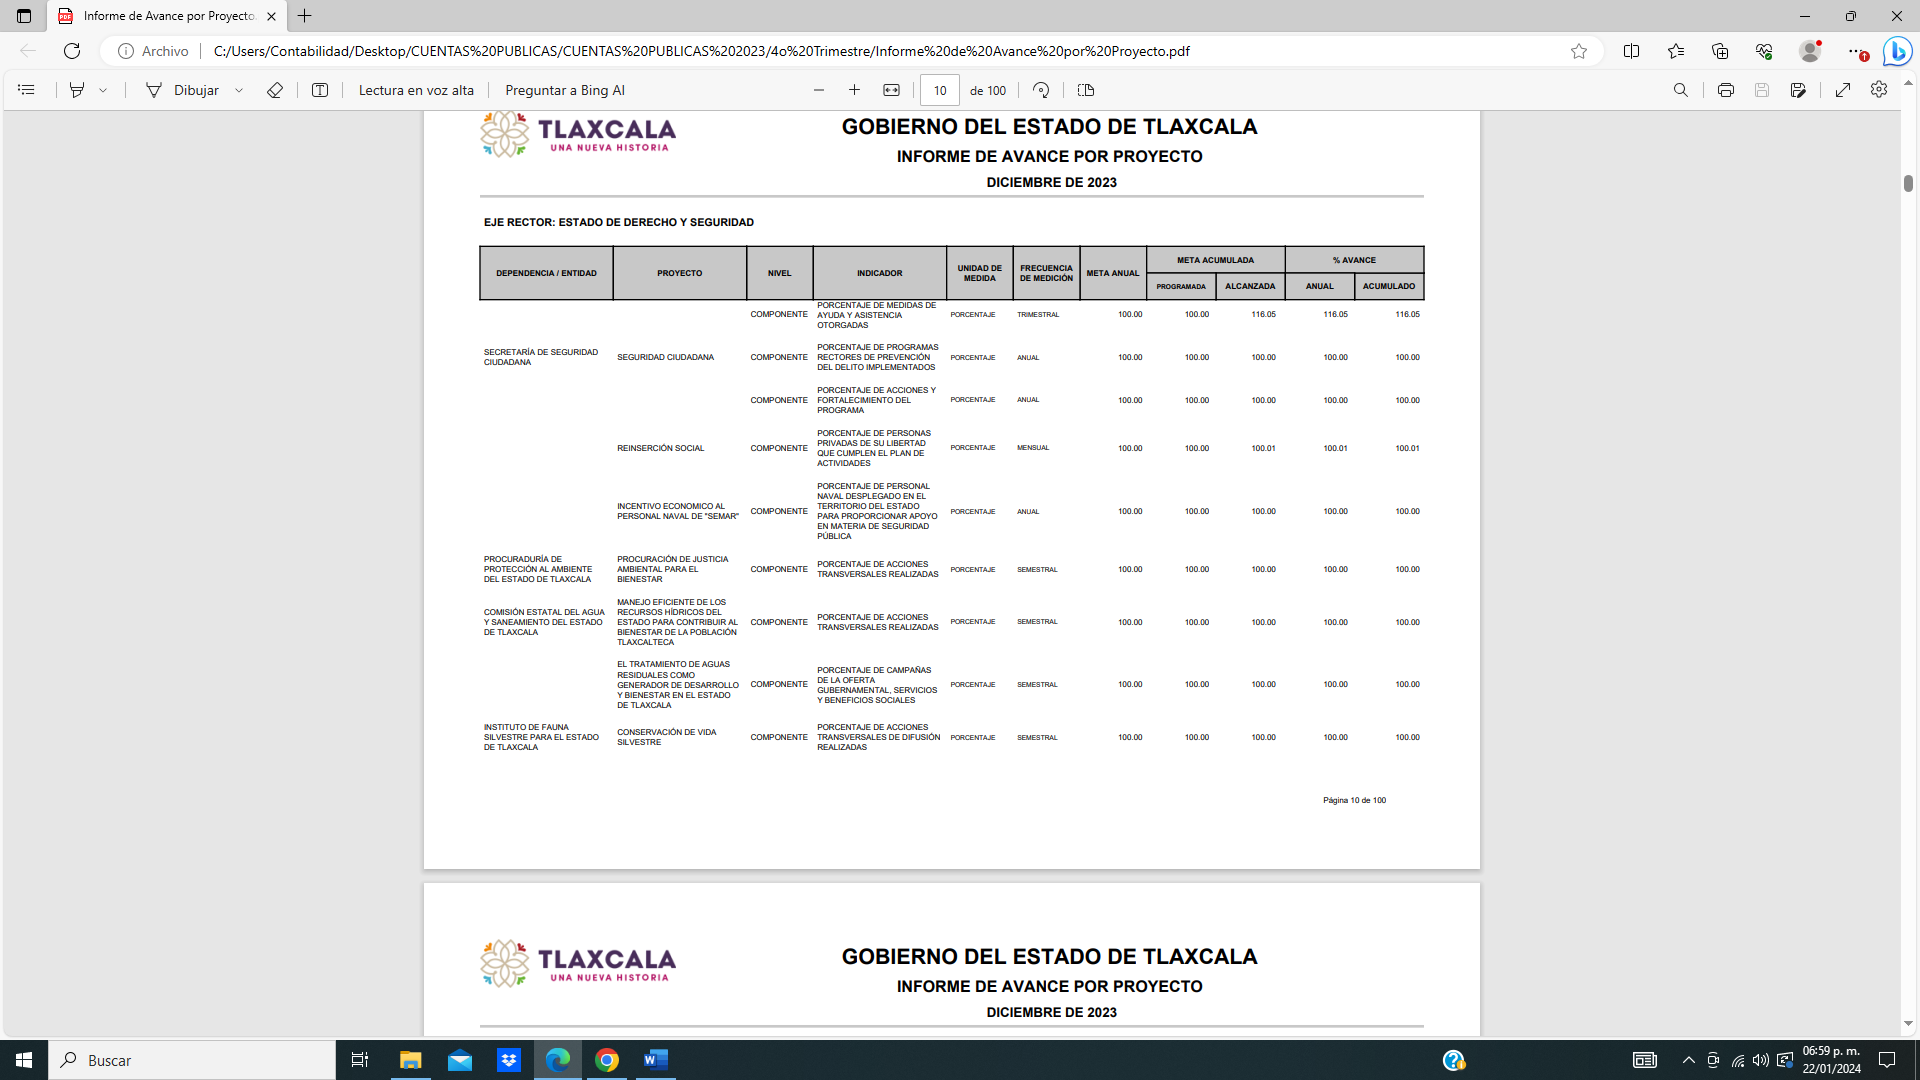 Informe de Avance por Proyecto.
Archivo
C:/Users/Contabilidad/Desktop/CUENTAS%20PUBLICAS/CUENTAS%20PUBLICAS%202023/4o%20Trimestre/Informe%20de%20Avance%20por%20Proyecto.pdf
Dibujar
Lectura en voz alta
Preguntar a Bing AI
10
de 100
TLAXCALA
UNA NUEVA HISTORIA
GOBIERNO DEL ESTADO DE TLAXCALA
INFORME DE AVANCE POR PROYECTO
DICIEMBRE DE 2023
EJE RECTOR: ESTADO DE DERECHO Y SEGURIDAD
DEPENDENCIA / ENTIDAD
PROYECTO
NIVEL
INDICADOR
UNIDAD DE
MEDIDA
FRECUENCIA
DE MEDICIÓN
META ANUAL
META ACUMULADA
PROGRAMADA
ALCANZADA
% AVANCE
ANUAL
ACUMULADO
COMPONENTE
PORCENTAJE DE MEDIDAS DE
AYUDA Y ASISTENCIA
OTORGADAS
PORCENTAJE
TRIMESTRAL
100.00
100.00
116.05
116.05
116.05
SECRETARÍA DE SEGURIDAD
CIUDADANA
SEGURIDAD CIUDADANA
COMPONENTE
PORCENTAJE DE PROGRAMAS
RECTORES DE PREVENCIÓN
DEL DELITO IMPLEMENTADOS
PORCENTAJE
ANUAL
100.00
100.00
100.00
100.00
100.00
COMPONENTE
PORCENTAJE DE ACCIONES Y
FORTALECIMIENTO DEL
PROGRAMA
PORCENTAJE
ANUAL
100.00
100.00
100.00
100.00
100.00
REINSERCIÓN SOCIAL
COMPONENTE
PORCENTAJE DE PERSONAS
PRIVADAS DE SU LIBERTAD
QUE CUMPLEN EL PLAN DE
ACTIVIDADES
PORCENTAJE
MENSUAL
100.00
100.00
100.01
100.01
100.01
INCENTIVO ECONOMICO AL
PERSONAL NAVAL DE "SEMAR"
COMPONENTE
PORCENTAJE DE PERSONAL
NAVAL DESPLEGADO EN EL
TERRITORIO DEL ESTADO
PARA PROPORCIONAR APOYO
EN MATERIA DE SEGURIDAD
PÚBLICA
PORCENTAJE
ANUAL
100.00
100.00
100.00
100.00
100.00
PROCURADURÍA DE
PROTECCIÓN AL AMBIENTE
DEL ESTADO DE TLAXCALA
PROCURACIÓN DE JUSTICIA
AMBIENTAL PARA EL
BIENESTAR
COMPONENTE
PORCENTAJE DE ACCIONES
TRANSVERSALES REALIZADAS
PORCENTAJE
SEMESTRAL
100.00
100.00
100.00
100.00
100.00
COMISIÓN ESTATAL DEL AGUA
Y SANEAMIENTO DEL ESTADO
DE TLAXCALA
MANEJO EFICIENTE DE LOS
RECURSOS HÍDRICOS DEL
ESTADO PARA CONTRIBUIR AL
BIENESTAR DE LA POBLACIÓN
TLAXCALTECA
COMPONENTE
PORCENTAJE DE ACCIONES
TRANSVERSALES REALIZADAS
PORCENTAJE
SEMESTRAL
100.00
100.00
100.00
100.00
100.00
EL TRATAMIENTO DE AGUAS
RESIDUALES COMO
GENERADOR DE DESARROLLO
Y BIENESTAR EN EL ESTADO
DE TLAXCALA
COMPONENTE
PORCENTAJE DE CAMPAÑAS
DE LA OFERTA
GUBERNAMENTAL, SERVICIOS
Y BENEFICIOS SOCIALES
PORCENTAJE
SEMESTRAL
100.00
100.00
100.00
100.00
100.00
INSTITUTO DE FAUNA
SILVESTRE PARA EL ESTADO
DE TLAXCALA
CONSERVACIÓN DE VIDA
SILVESTRE
COMPONENTE
PORCENTAJE DE ACCIONES
TRANSVERSALES DE DIFUSIÓN
REALIZADAS
PORCENTAJE
SEMESTRAL
100.00
100.00
100.00
100.00
100.00
Página 10 de 100
TLAXCALA
UNA NUEVA HISTORIA
GOBIERNO DEL ESTADO DE TLAXCALA
INFORME DE AVANCE POR PROYECTO
DICIEMBRE DE 2023
Buscar
06:59 p. m.
22/01/2024